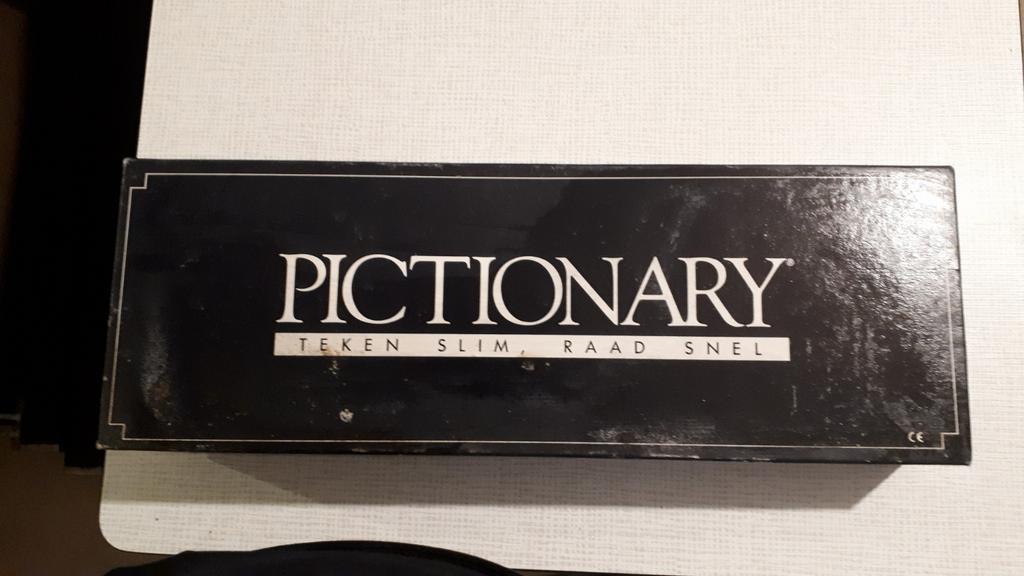 PICTIONARY®
TEKEN SLIM, RAAD SNEL
CE